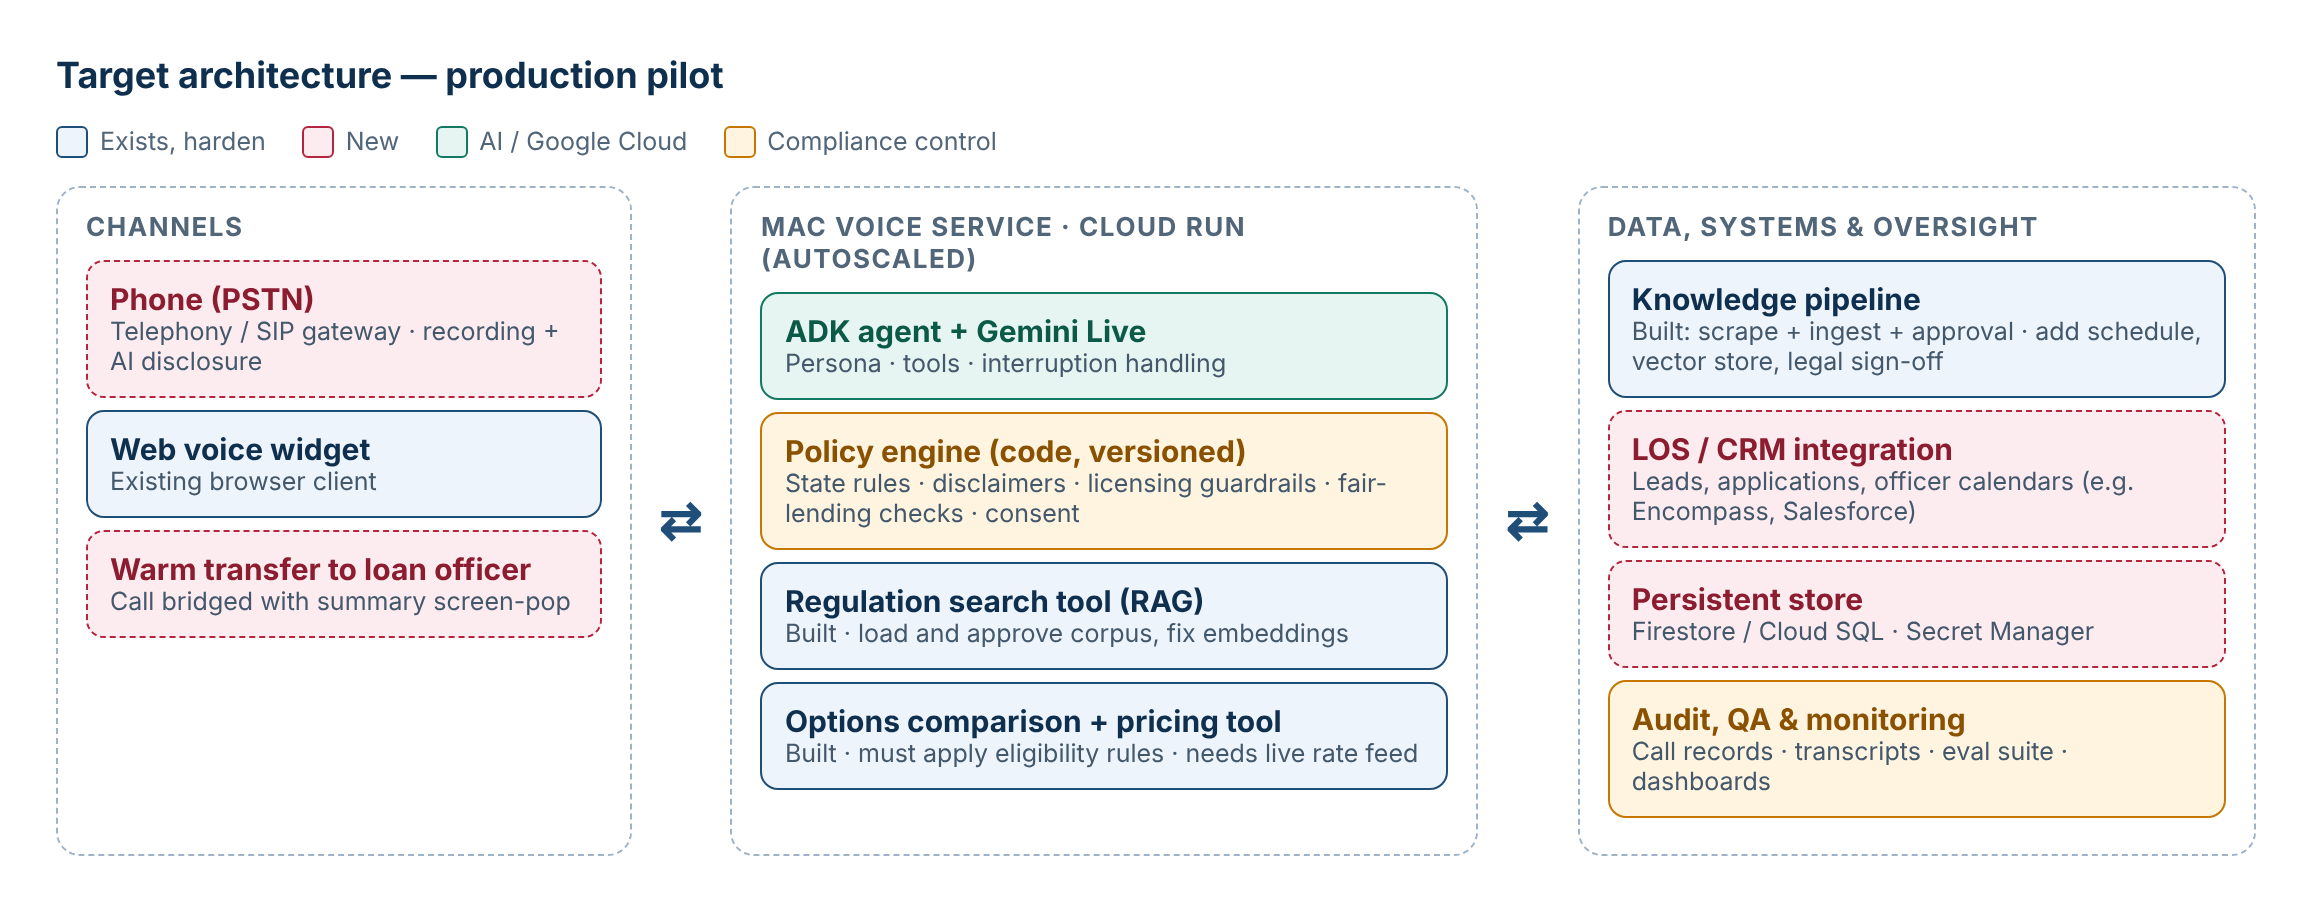 Target architecture — production pilot
Exists, harden
New
AI / Google Cloud
Compliance control
CHANNELS
Phone (PSTN)
Telephony / SIP gateway · recording +
AI disclosure
Web voice widget
Existing browser client
Warm transfer to loan officer
Call bridged with summary screen-pop
⇄
MAC VOICE SERVICE · CLOUD RUN
(AUTOSCALED)
ADK agent + Gemini Live
Persona · tools · interruption handling
Policy engine (code, versioned)
State rules · disclaimers · licensing guardrails · fair-
lending checks · consent
Regulation search tool (RAG)
Built · load and approve corpus, fix embeddings
Options comparison + pricing tool
Built · must apply eligibility rules · needs live rate feed
⇄
DATA, SYSTEMS & OVERSIGHT
Knowledge pipeline
Built: scrape + ingest + approval · add schedule,
vector store, legal sign-off
LOS / CRM integration
Leads, applications, officer calendars (e.g.
Encompass, Salesforce)
Persistent store
Firestore / Cloud SQL · Secret Manager
Audit, QA & monitoring
Call records · transcripts · eval suite ·
dashboards